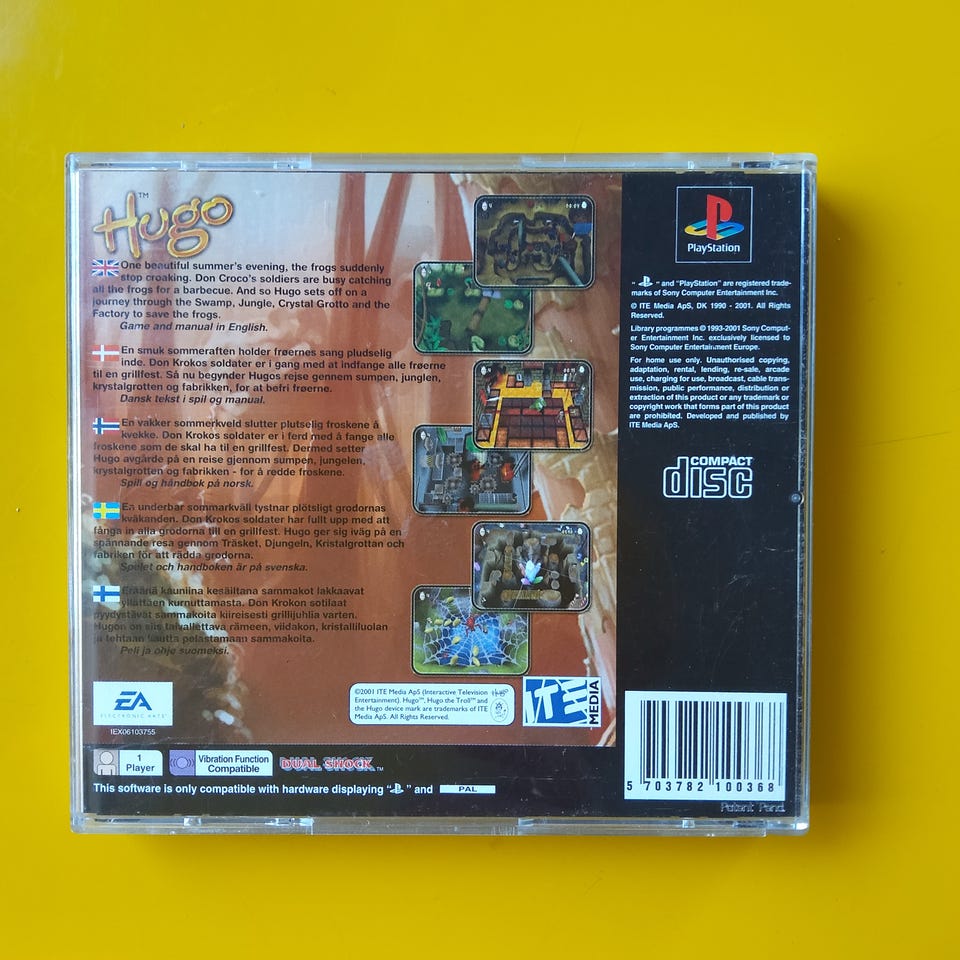 Hugo™
One beautiful summer's evening, the frogs suddenly
stop croaking. Don Croco's soldiers are busy catching
all the frogs for a barbecue. And so Hugo sets off on a
journey through the Swamp, Jungle, Crystal Grotto and the
Factory to save the frogs.
Game and manual in English.
En smuk sommeraften holder frøernes sang pludselig
inde. Don Krokos soldater er i gang med at indfange alle frøerne
til en grillfest. Så nu begynder Hugos rejse gennem sumpen, junglen,
krystalgrotten og fabrikken, for at befri frøerne.
Dansk tekst i spil og manual.
En vakker sommerkveld slutter plutselig froskene å
kvekke. Don Krokos soldater er i ferd med å fange alle
froskene som de skal ha til en grillfest. Dermed setter
Hugo avgårde på en reise gjennom sumpen, jungelen,
krystalgrotten og fabrikken - for å redde froskene.
Spill og håndbok på norsk.
En underbar sommarkväll tystnar plötsligt grodornas
kväkanden. Don Krokos soldater har fullt upp med att
fånga in alla grodorna till en grillfest. Hugo ger sig iväg på en
spännande resa gennom Träsket, Djungeln, Kristalgrottan och
fabriken för att rädda grodorna.
Spelet och handboken är på svenska.
Eräänä kauniina kesäiltana sammakot lakkaavat
yllättäen kurnuttamasta. Don Krokon sotilaat
pyydystävät sammakoita kiireisesti grillijuhlia varten.
Hugon on siis taivallettava rämeen, viidakon, kristalliluolan
ja tehtaan kautta pelastamaan sammakoita.
Peli ja ohje suomeksi.
EA
ELECTRONIC ARTS™
IEX06103755
©2001 ITE Media ApS (Interactive Television
Entertainment). Hugo™, Hugo the Troll™ and
the Hugo device mark are trademarks of ITE
Media ApS. All Rights Reserved.
ITE MEDIA
1
Player
Vibration Function
Compatible
DUAL SHOCK™
This software is only compatible with hardware displaying " " and PAL
PlayStation
" " and "PlayStation" are registered trade-
marks of Sony Computer Entertainment Inc.
© ITE Media ApS, DK 1990 - 2001. All Rights
Reserved.
Library programmes © 1993-2001 Sony Comput-
er Entertainment Inc. exclusively licensed to
Sony Computer Entertainment Europe.
For home use only. Unauthorised copying,
adaptation, rental, lending, re-sale, arcade
use, charging for use, broadcast, cable trans-
mission, public performance, distribution or
extraction of this product or any trademark or
copyright work that forms part of this product
are prohibited. Developed and published by
ITE Media ApS.
COMPACT
disc
5 703782 100368
Patent Pend.